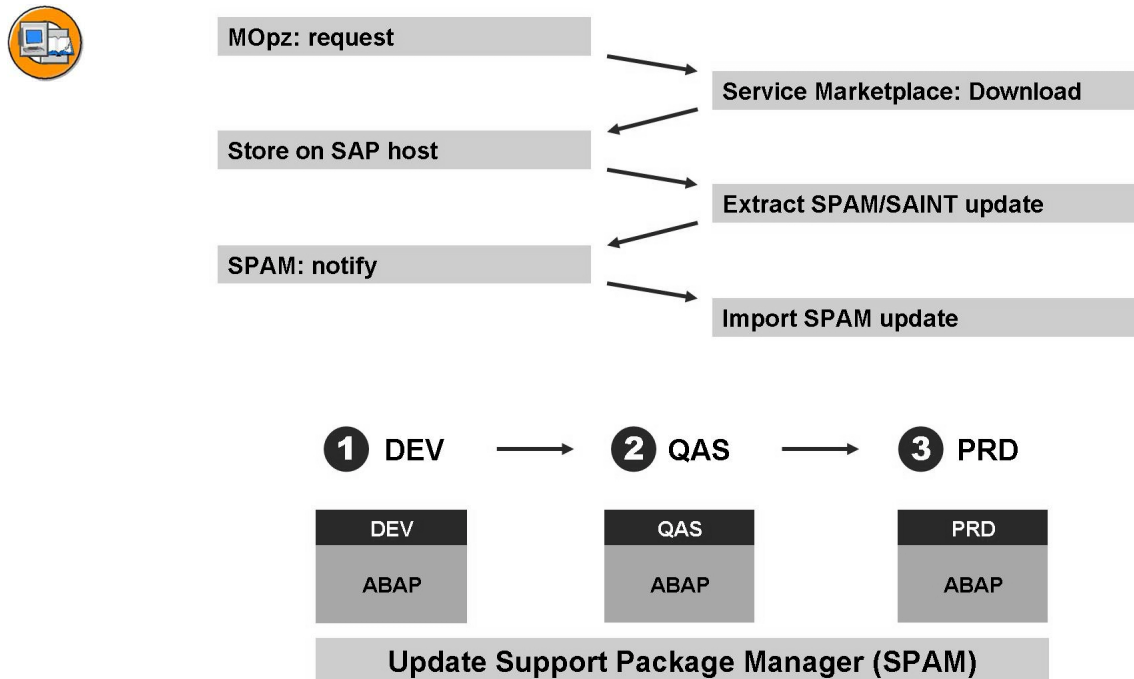 MOpz: request
Service Marketplace: Download
Store on SAP host
Extract SPAM/SAINT update
SPAM: notify
Import SPAM update
1 DEV
2 QAS
3 PRD
DEV
QAS
PRD
ABAP
ABAP
ABAP
Update Support Package Manager (SPAM)